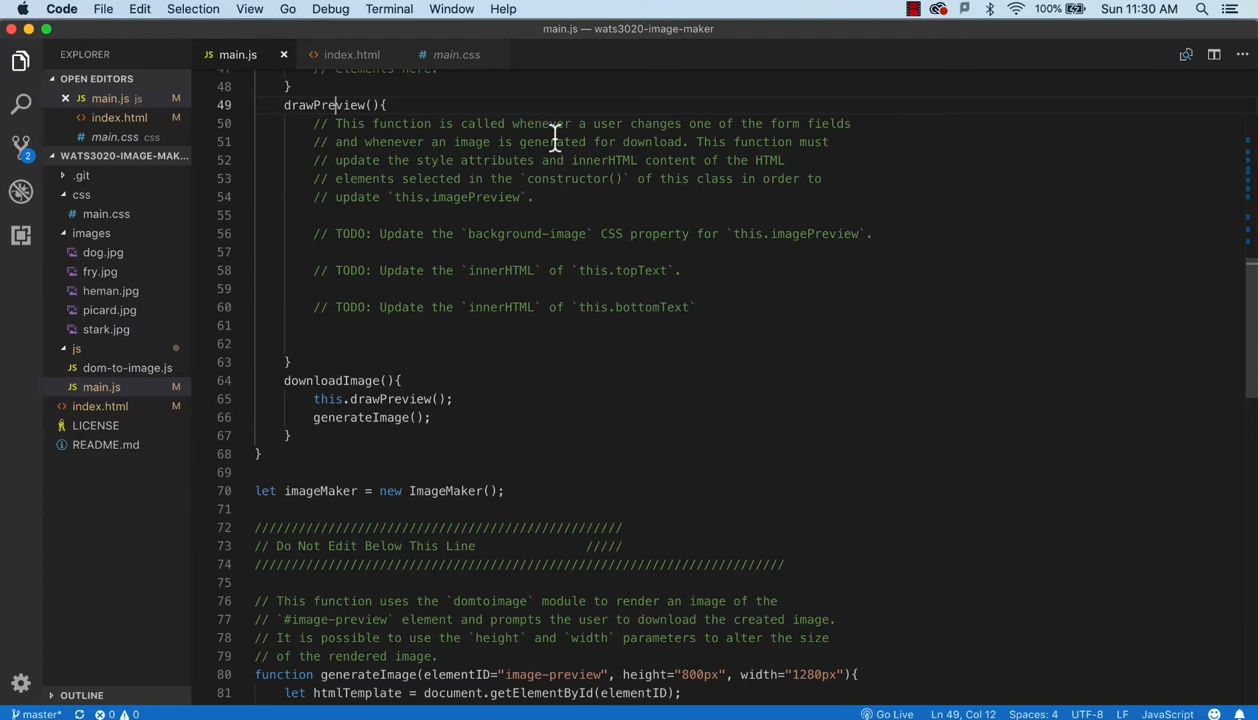 Code File Edit Selection View Go Debug Terminal Window Help 100% Sun 11:30 AM
main.js — wats3020-image-maker
EXPLORER
main.js
index.html
main.css
OPEN EDITORS
main.js js M
index.html M
main.css css
WATS3020-IMAGE-MAK...
.git
css
main.css
images
dog.jpg
fry.jpg
heman.jpg
picard.jpg
stark.jpg
js
dom-to-image.js
main.js M
index.html M
LICENSE
README.md
OUTLINE
2
47 // elements here.
48 }
49 drawPreview(){
50 // This function is called whenever a user changes one of the form fields
51 // and whenever an image is generated for download. This function must
52 // update the style attributes and innerHTML content of the HTML
53 // elements selected in the `constructor()` of this class in order to
54 // update `this.imagePreview`.
55
56 // TODO: Update the `background-image` CSS property for `this.imagePreview`.
57
58 // TODO: Update the `innerHTML` of `this.topText`.
59
60 // TODO: Update the `innerHTML` of `this.bottomText`
61
62
63 }
64 downloadImage(){
65 this.drawPreview();
66 generateImage();
67 }
68 }
69
70 let imageMaker = new ImageMaker();
71
72 //////////////////////////////////////////////////
73 // Do Not Edit Below This Line /////
74 ////////////////////////////////////////////////////////////////////////
75
76 // This function uses the `domtoimage` module to render an image of the
77 // `#image-preview` element and prompts the user to download the created image.
78 // It is possible to use the `height` and `width` parameters to alter the size
79 // of the rendered image.
80 function generateImage(elementID="image-preview", height="800px", width="1280px"){
81 let htmlTemplate = document.getElementById(elementID);
master* 0 0 Go Live Ln 49, Col 12 Spaces: 4 UTF-8 LF JavaScript